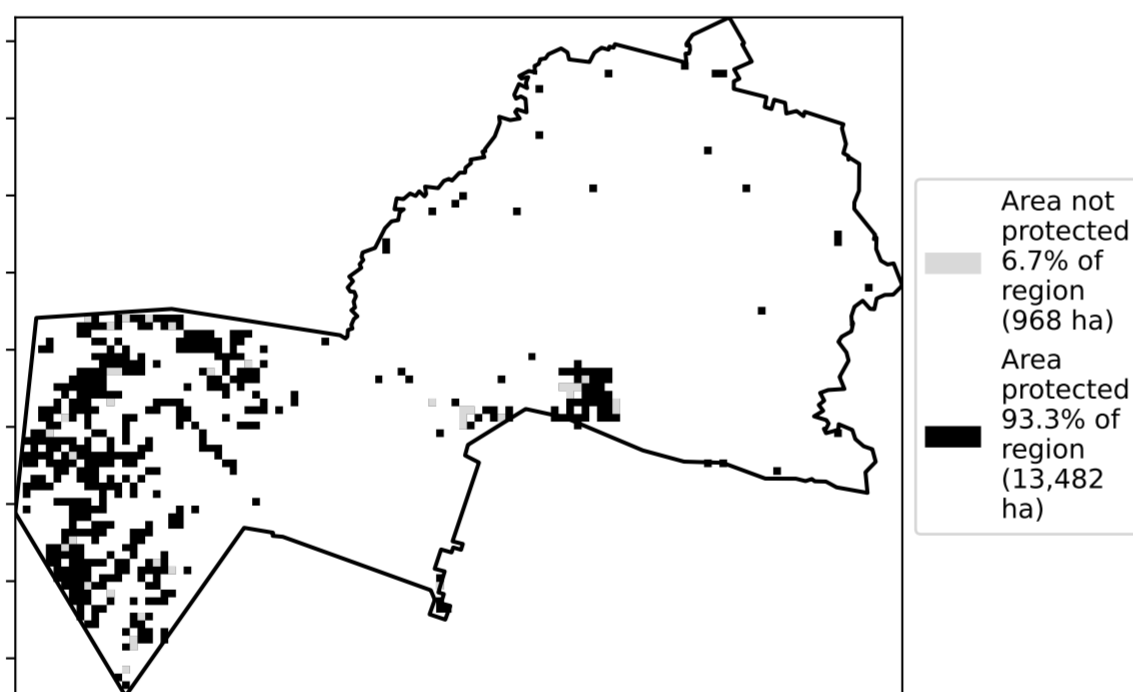 Area not
protected
6.7% of
region
(968 ha)
Area
protected
93.3% of
region
(13,482
ha)